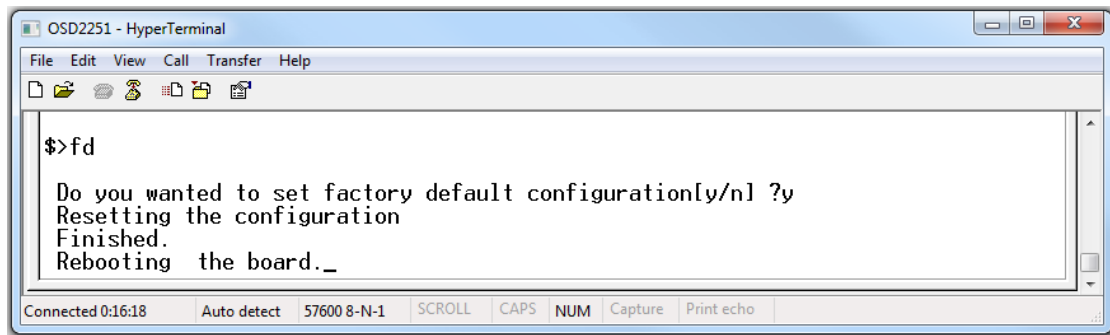 OSD2251 - HyperTerminal
File Edit View Call Transfer Help
$>fd
Do you wanted to set factory default configuration[y/n] ?y
Resetting the configuration
Finished.
Rebooting  the board._
Connected 0:16:18 Auto detect 57600 8-N-1 SCROLL CAPS NUM Capture Print echo